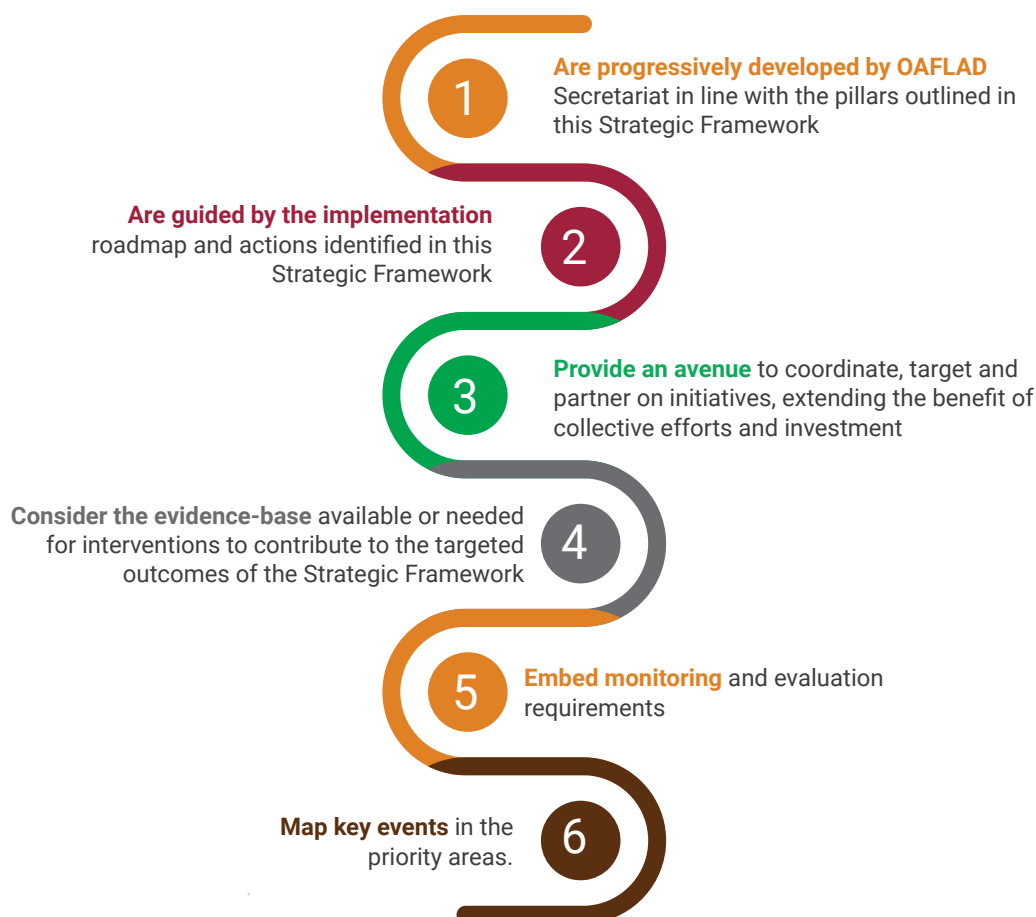 1
Are progressively developed by OAFLAD
Secretariat in line with the pillars outlined in
this Strategic Framework
Are guided by the implementation
roadmap and actions identified in this
Strategic Framework
2
3
Provide an avenue to coordinate, target and
partner on initiatives, extending the benefit of
collective efforts and investment
Consider the evidence-base available or needed
for interventions to contribute to the targeted
outcomes of the Strategic Framework
4
5
Embed monitoring and evaluation
requirements
Map key events in the
priority areas.
6